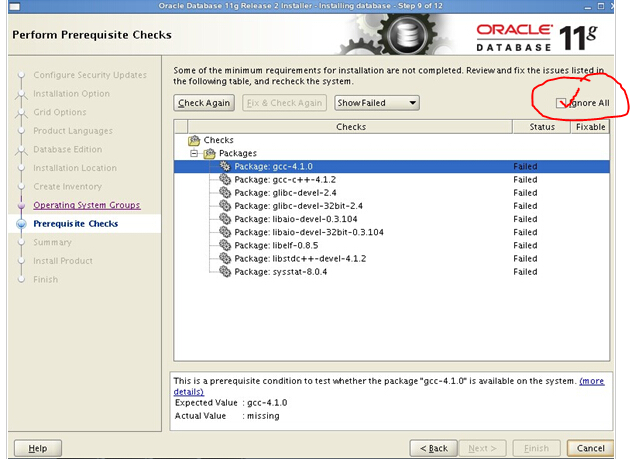 Oracle Database 11g Release 2 Installer - Installing database - Step 9 of 12
Perform Prerequisite Checks
ORACLE
DATABASE 11g
Configure Security Updates
Installation Option
Grid Options
Product Languages
Database Edition
Installation Location
Create Inventory
Operating System Groups
Prerequisite Checks
Summary
Install Product
Finish
Some of the minimum requirements for installation are not completed. Review and fix the issues listed in
the following table, and recheck the system.
Check Again Fix & Check Again Show Failed Ignore All
Checks Status Fixable
Checks
Packages
Package: gcc-4.1.0 Failed
Package: gcc-c++-4.1.2 Failed
Package: glibc-devel-2.4 Failed
Package: glibc-devel-32bit-2.4 Failed
Package: libaio-devel-0.3.104 Failed
Package: libaio-devel-32bit-0.3.104 Failed
Package: libelf-0.8.5 Failed
Package: libstdc++-devel-4.1.2 Failed
Package: sysstat-8.0.4 Failed
This is a prerequisite condition to test whether the package "gcc-4.1.0" is available on the system. (more
details)
Expected Value : gcc-4.1.0
Actual Value : missing
Help < Back Next > Finish Cancel